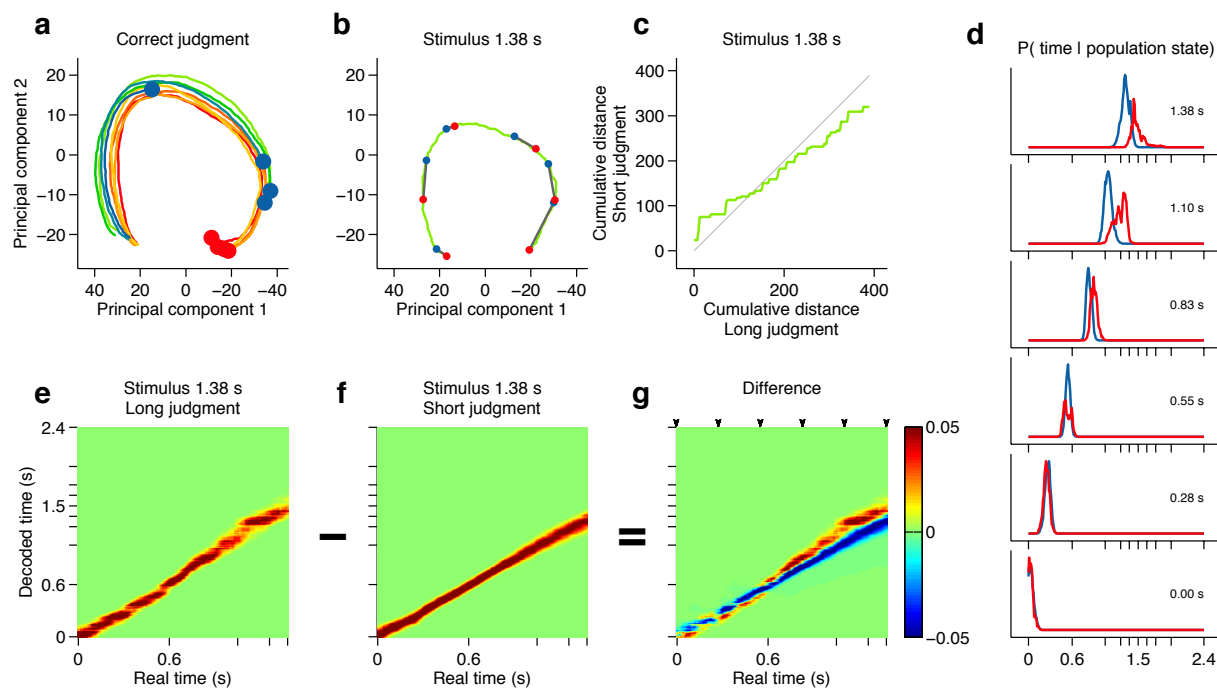 a
Correct judgment
Principal component 2
20
10
0
−10
−20
40
20
0
−20
−40
Principal component 1
b
Stimulus 1.38 s
20
10
0
−10
−20
40
20
0
−20
−40
Principal component 1
c
Stimulus 1.38 s
Cumulative distance
Short judgment
400
300
200
100
0
0
200
400
Cumulative distance
Long judgment
d
P( time | population state)
1.38 s
1.10 s
0.83 s
0.55 s
0.28 s
0.00 s
0
0.6
1.5
2.4
e
Stimulus 1.38 s
Long judgment
Decoded time (s)
2.4
1.5
0.6
0
0
0.6
Real time (s)
−
f
Stimulus 1.38 s
Short judgment
0
0.6
Real time (s)
=
g
Difference
0
0.6
Real time (s)
0.05
0
−0.05